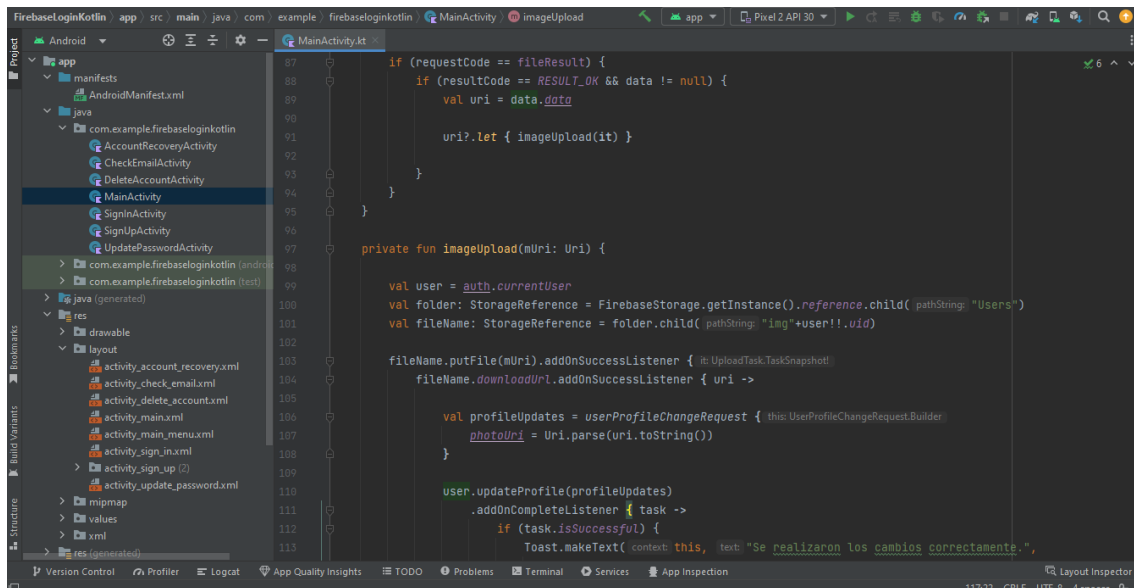 FirebaseLoginKotlin > app > src > main > java > com > example > firebaseloginkotlin > MainActivity > imageUpload
app
Pixel 2 API 30
Project
Android
MainActivity.kt
app
manifests
AndroidManifest.xml
java
com.example.firebaseloginkotlin
AccountRecoveryActivity
CheckEmailActivity
DeleteAccountActivity
MainActivity
SignInActivity
SignUpActivity
UpdatePasswordActivity
com.example.firebaseloginkotlin (androi
com.example.firebaseloginkotlin (test)
java (generated)
res
drawable
layout
activity_account_recovery.xml
activity_check_email.xml
activity_delete_account.xml
activity_main.xml
activity_main_menu.xml
activity_sign_in.xml
activity_sign_up (2)
activity_update_password.xml
mipmap
values
xml
res (generated)
Bookmarks
Build Variants
Structure
6
87 if (requestCode == fileResult) {
88 if (resultCode == RESULT_OK && data != null) {
89 val uri = data.data
90
91 uri?.let { imageUpload(it) }
92
93 }
94 }
95 }
96
97 private fun imageUpload(mUri: Uri) {
98
99 val user = auth.currentUser
100 val folder: StorageReference = FirebaseStorage.getInstance().reference.child( pathString: "Users")
101 val fileName: StorageReference = folder.child( pathString: "img"+user!!.uid)
102
103 fileName.putFile(mUri).addOnSuccessListener { it: UploadTask.TaskSnapshot!
104 fileName.downloadUrl.addOnSuccessListener { uri ->
105
106 val profileUpdates = userProfileChangeRequest { this: UserProfileChangeRequest.Builder
107 photoUri = Uri.parse(uri.toString())
108 }
109
110 user.updateProfile(profileUpdates)
111 .addOnCompleteListener { task ->
112 if (task.isSuccessful) {
113 Toast.makeText( context: this, text: "Se realizaron los cambios correctamente.",
Version Control Profiler Logcat App Quality Insights TODO Problems Terminal Services App Inspection Layout Inspector